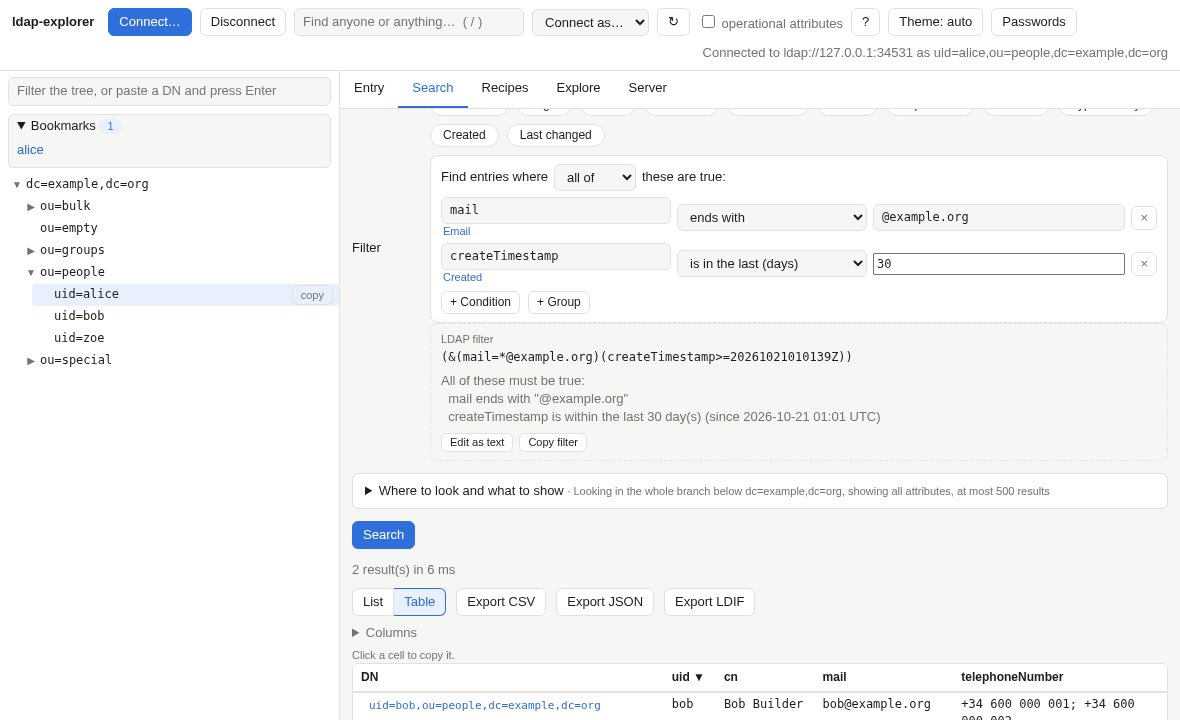 ldap-explorer Connect… Disconnect Find anyone or anything… ( / ) Connect as… ↻ operational attributes ? Theme: auto Passwords
Connected to ldap://127.0.0.1:34531 as uid=alice,ou=people,dc=example,dc=org
Filter the tree, or paste a DN and press Enter
Bookmarks 1
alice
▼ dc=example,dc=org
▶ ou=bulk
ou=empty
▶ ou=groups
▼ ou=people
uid=alice copy
uid=bob
uid=zoe
▶ ou=special
Entry Search Recipes Explore Server
Created Last changed
Filter
Find entries where all of these are true:
mail ends with @example.org ×
Email
createTimestamp is in the last (days) 30 ×
Created
+ Condition + Group
LDAP filter
(&(mail=*@example.org)(createTimestamp>=20261021010139Z))
All of these must be true:
mail ends with "@example.org"
createTimestamp is within the last 30 day(s) (since 2026-10-21 01:01 UTC)
Edit as text Copy filter
▶ Where to look and what to show · Looking in the whole branch below dc=example,dc=org, showing all attributes, at most 500 results
Search
2 result(s) in 6 ms
List Table Export CSV Export JSON Export LDIF
▶ Columns
Click a cell to copy it.
DN uid ▼ cn mail telephoneNumber
uid=bob,ou=people,dc=example,dc=org bob Bob Builder bob@example.org +34 600 000 001; +34 600